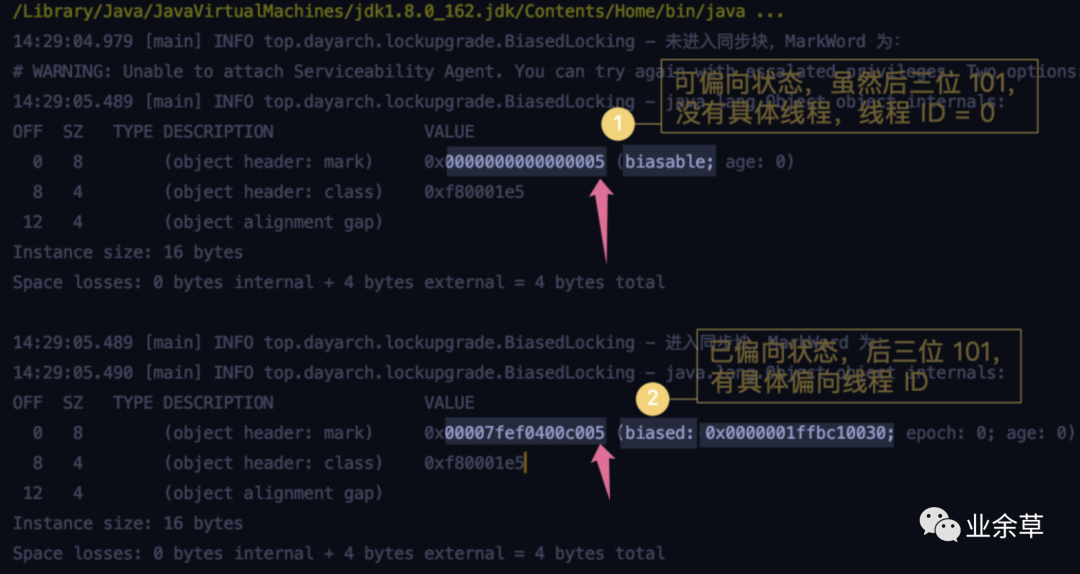 /Library/Java/JavaVirtualMachines/jdk1.8.0_162.jdk/Contents/Home/bin/java ...
14:29:04.979 [main] INFO top.dayarch.lockupgrade.BiasedLocking – 未进入同步块，MarkWord 为：
# WARNING: Unable to attach Serviceability Agent. You can try again with escalated privileges. Two options
可偏向状态，虽然后三位 101，
14:29:05.489 [main] INFO top.dayarch.lockupgrade.BiasedLocking – java.lang.Object object internals:
没有具体线程，线程 ID = 0
1
OFF SZ TYPE DESCRIPTION VALUE
0 8 (object header: mark) 0x0000000000000005 (biasable; age: 0)
8 4 (object header: class) 0xf80001e5
12 4 (object alignment gap)
Instance size: 16 bytes
Space losses: 0 bytes internal + 4 bytes external = 4 bytes total
14:29:05.489 [main] INFO top.dayarch.lockupgrade.BiasedLocking – 进入同步块，MarkWord 为：
已偏向状态，后三位 101，
14:29:05.490 [main] INFO top.dayarch.lockupgrade.BiasedLocking – java.lang.Object object internals:
有具体偏向线程 ID
2
OFF SZ TYPE DESCRIPTION VALUE
0 8 (object header: mark) 0x00007fef0400c005 (biased: 0x0000001ffbc10030; epoch: 0; age: 0)
8 4 (object header: class) 0xf80001e5
12 4 (object alignment gap)
Instance size: 16 bytes
Space losses: 0 bytes internal + 4 bytes external = 4 bytes total
业余草